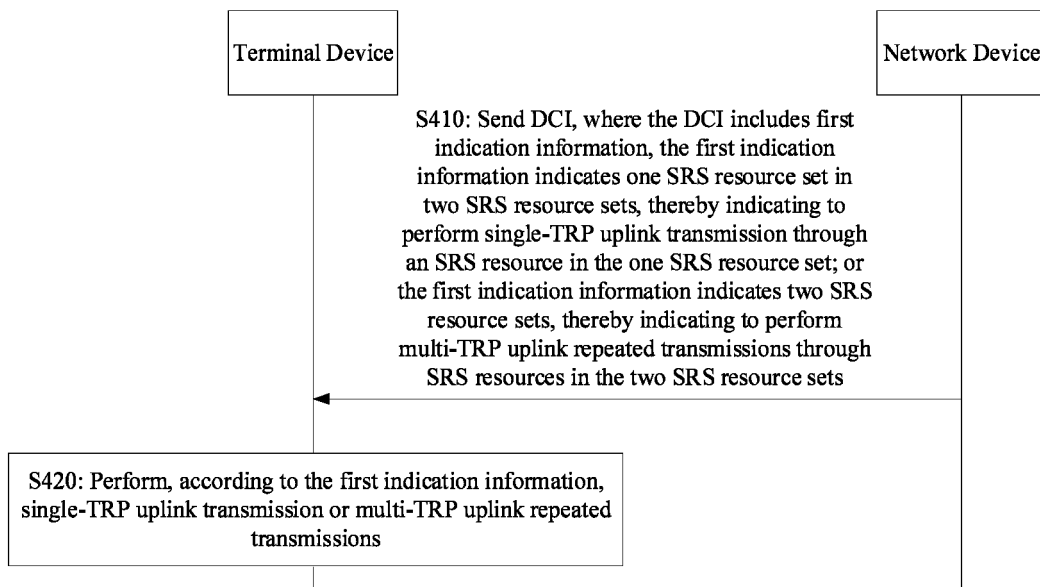 Terminal Device
Network Device
S410: Send DCI, where the DCI includes first
indication information, the first indication
information indicates one SRS resource set in
two SRS resource sets, thereby indicating to
perform single-TRP uplink transmission through
an SRS resource in the one SRS resource set; or
the first indication information indicates two SRS
resource sets, thereby indicating to perform
multi-TRP uplink repeated transmissions through
SRS resources in the two SRS resource sets
S420: Perform, according to the first indication information,
single-TRP uplink transmission or multi-TRP uplink repeated
transmissions